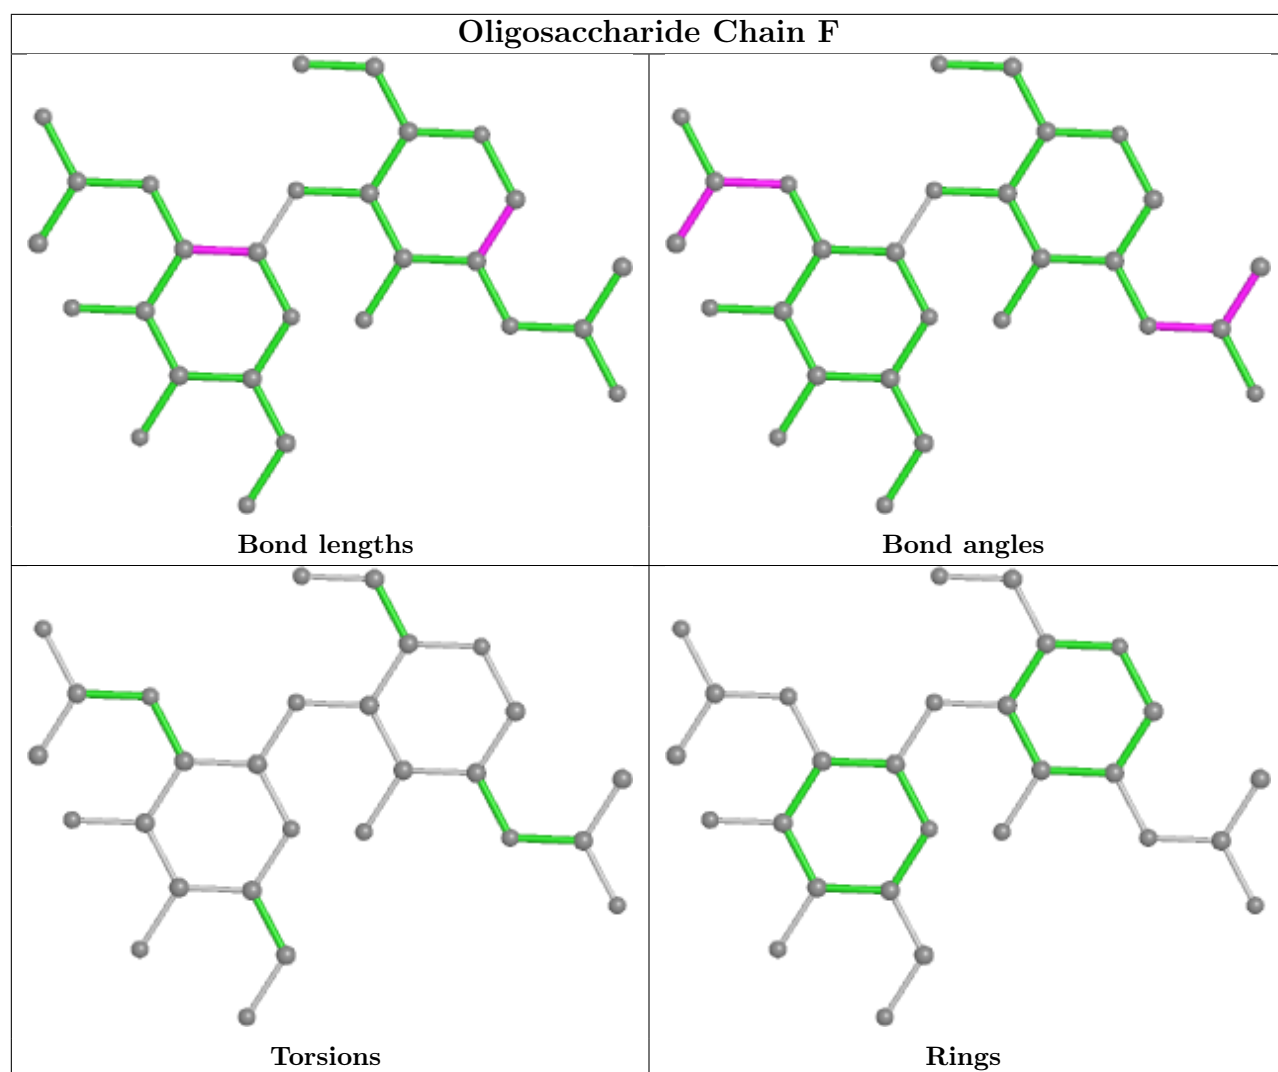 Oligosaccharide Chain F
Bond lengths
Bond angles
Torsions
Rings